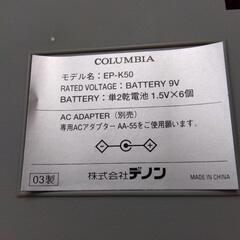 COLUMBIA
モデル名：EP-K50
RATED VOLTAGE：BATTERY 9V
BATTERY：単2乾電池 1.5V×6個
AC ADAPTER（別売）
専用ACアダプター AA-55をご使用願います。
03製
株式会社デノン
MADE IN CHINA